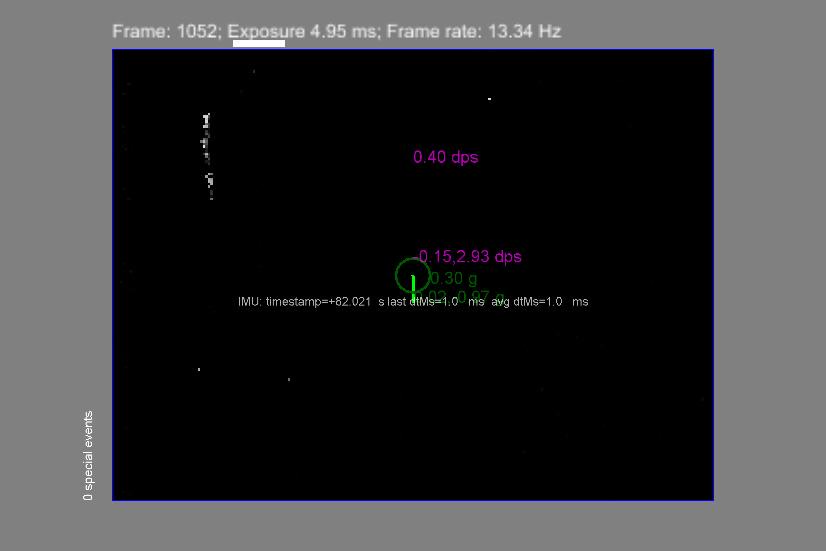 Frame: 1052; Exposure 4.95 ms; Frame rate: 13.34 Hz
0.40 dps
-0.15,2.93 dps
0.30 g
IMU: timestamp=+82.021 s last dtMs=1.0 ms avg dtMs=1.0 ms
0 special events